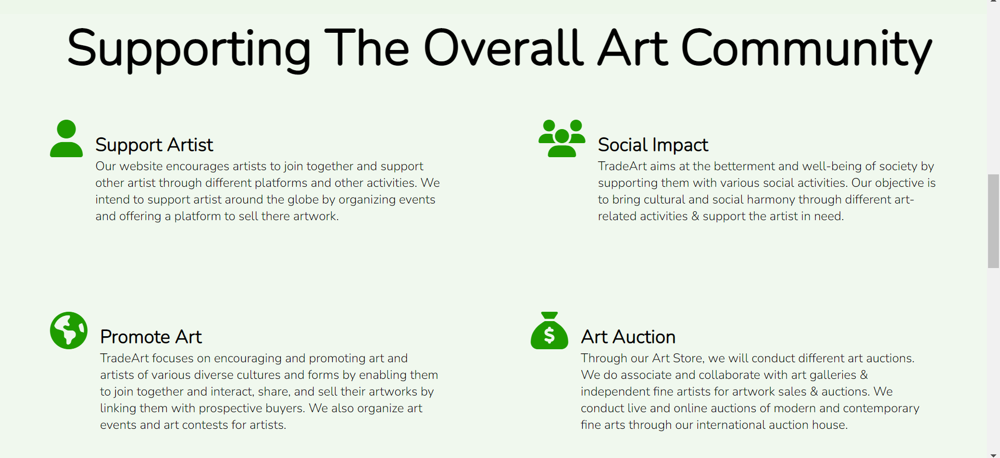 Supporting The Overall Art Community
Support Artist
Our website encourages artists to join together and support
other artist through different platforms and other activities. We
intend to support artist around the globe by organizing events
and offering a platform to sell there artwork.
Social Impact
TradeArt aims at the betterment and well-being of society by
supporting them with various social activities. Our objective is
to bring cultural and social harmony through different art-
related activities & support the artist in need.
Promote Art
TradeArt focuses on encouraging and promoting art and
artists of various diverse cultures and forms by enabling them
to join together and interact, share, and sell their artworks by
linking them with prospective buyers. We also organize art
events and art contests for artists.
$
Art Auction
Through our Art Store, we will conduct different art auctions.
We do associate and collaborate with art galleries &
independent fine artists for artwork sales & auctions. We
conduct live and online auctions of modern and contemporary
fine arts through our international auction house.